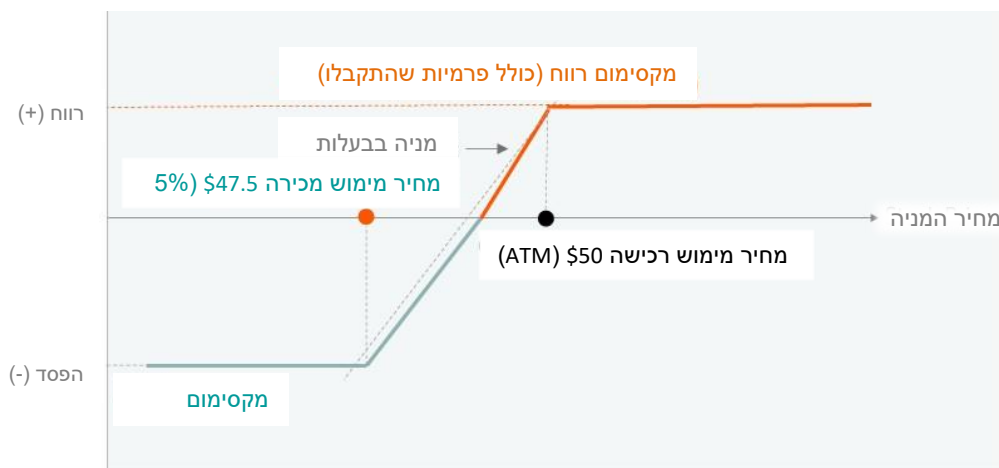 מקסימום רווח (כולל פרמיות שהתקבלו)
רווח (+)
מניה בבעלות
מחיר מימוש מכירה $47.5 (5%
מחיר המניה
מחיר מימוש רכישה $50 (ATM)
הפסד (-)
מקסימום